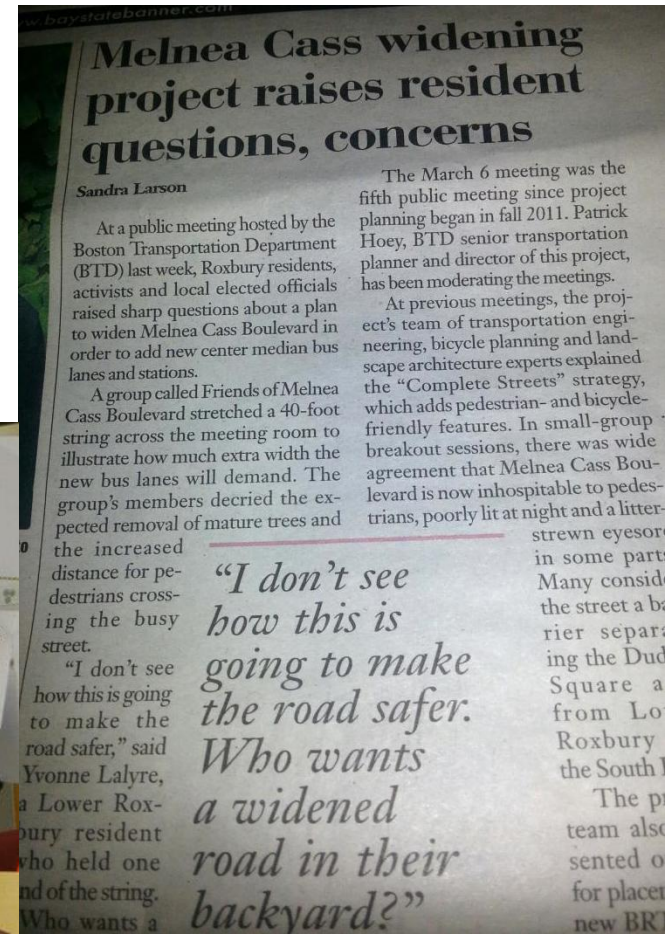 w.baystatebanner.com
Melnea Cass widening
project raises resident
questions, concerns
Sandra Larson
At a public meeting hosted by the
Boston Transportation Department
(BTD) last week, Roxbury residents,
activists and local elected officials
raised sharp questions about a plan
to widen Melnea Cass Boulevard in
order to add new center median bus
lanes and stations.
A group called Friends of Melnea
Cass Boulevard stretched a 40-foot
string across the meeting room to
illustrate how much extra width the
new bus lanes will demand. The
group's members decried the ex-
pected removal of mature trees and
the increased
distance for pe-
destrians cross-
ing the busy
street.
"I don't see
how this is going
to make the
road safer," said
Yvonne Lalyre,
a Lower Rox-
bury resident
who held one
nd of the string.
Who wants a
"I don't see
how this is
going to make
the road safer.
Who wants
a widened
road in their
backyard?"
The March 6 meeting was the
fifth public meeting since project
planning began in fall 2011. Patrick
Hoey, BTD senior transportation
planner and director of this project,
has been moderating the meetings.
At previous meetings, the proj-
ect's team of transportation engi-
neering, bicycle planning and land-
scape architecture experts explained
the "Complete Streets" strategy,
which adds pedestrian- and bicycle-
friendly features. In small-group
breakout sessions, there was wide
agreement that Melnea Cass Bou-
levard is now inhospitable to pedes-
trians, poorly lit at night and a litter-
strewn eyesore
in some parts
Many conside
the street a ba
rier separa
ing the Dud
Square a
from Lo
Roxbury
the South
The p
team also
sented o
for placer
new BRT